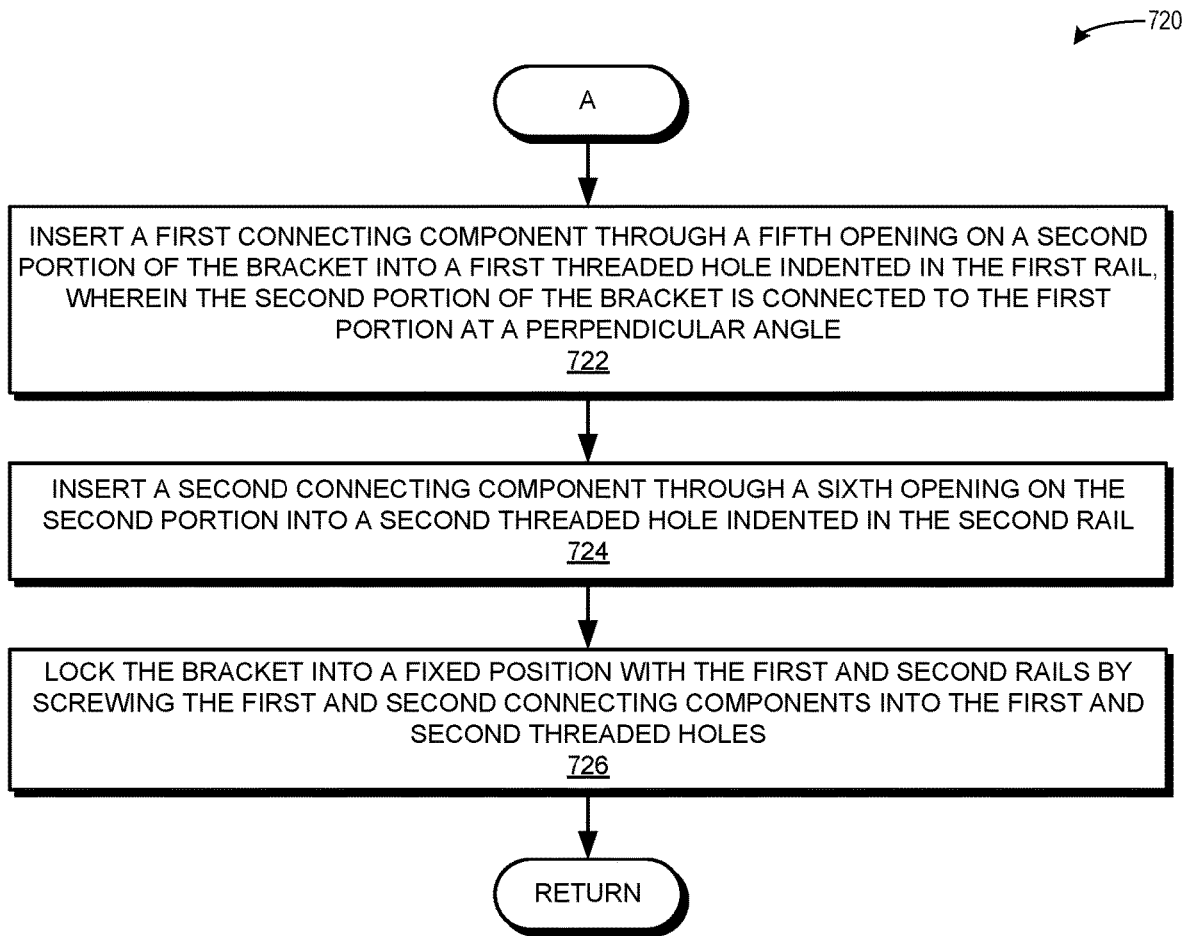 720
A
INSERT A FIRST CONNECTING COMPONENT THROUGH A FIFTH OPENING ON A SECOND
PORTION OF THE BRACKET INTO A FIRST THREADED HOLE INDENTED IN THE FIRST RAIL,
WHEREIN THE SECOND PORTION OF THE BRACKET IS CONNECTED TO THE FIRST
PORTION AT A PERPENDICULAR ANGLE
722
INSERT A SECOND CONNECTING COMPONENT THROUGH A SIXTH OPENING ON THE
SECOND PORTION INTO A SECOND THREADED HOLE INDENTED IN THE SECOND RAIL
724
LOCK THE BRACKET INTO A FIXED POSITION WITH THE FIRST AND SECOND RAILS BY
SCREWING THE FIRST AND SECOND CONNECTING COMPONENTS INTO THE FIRST AND
SECOND THREADED HOLES
726
RETURN